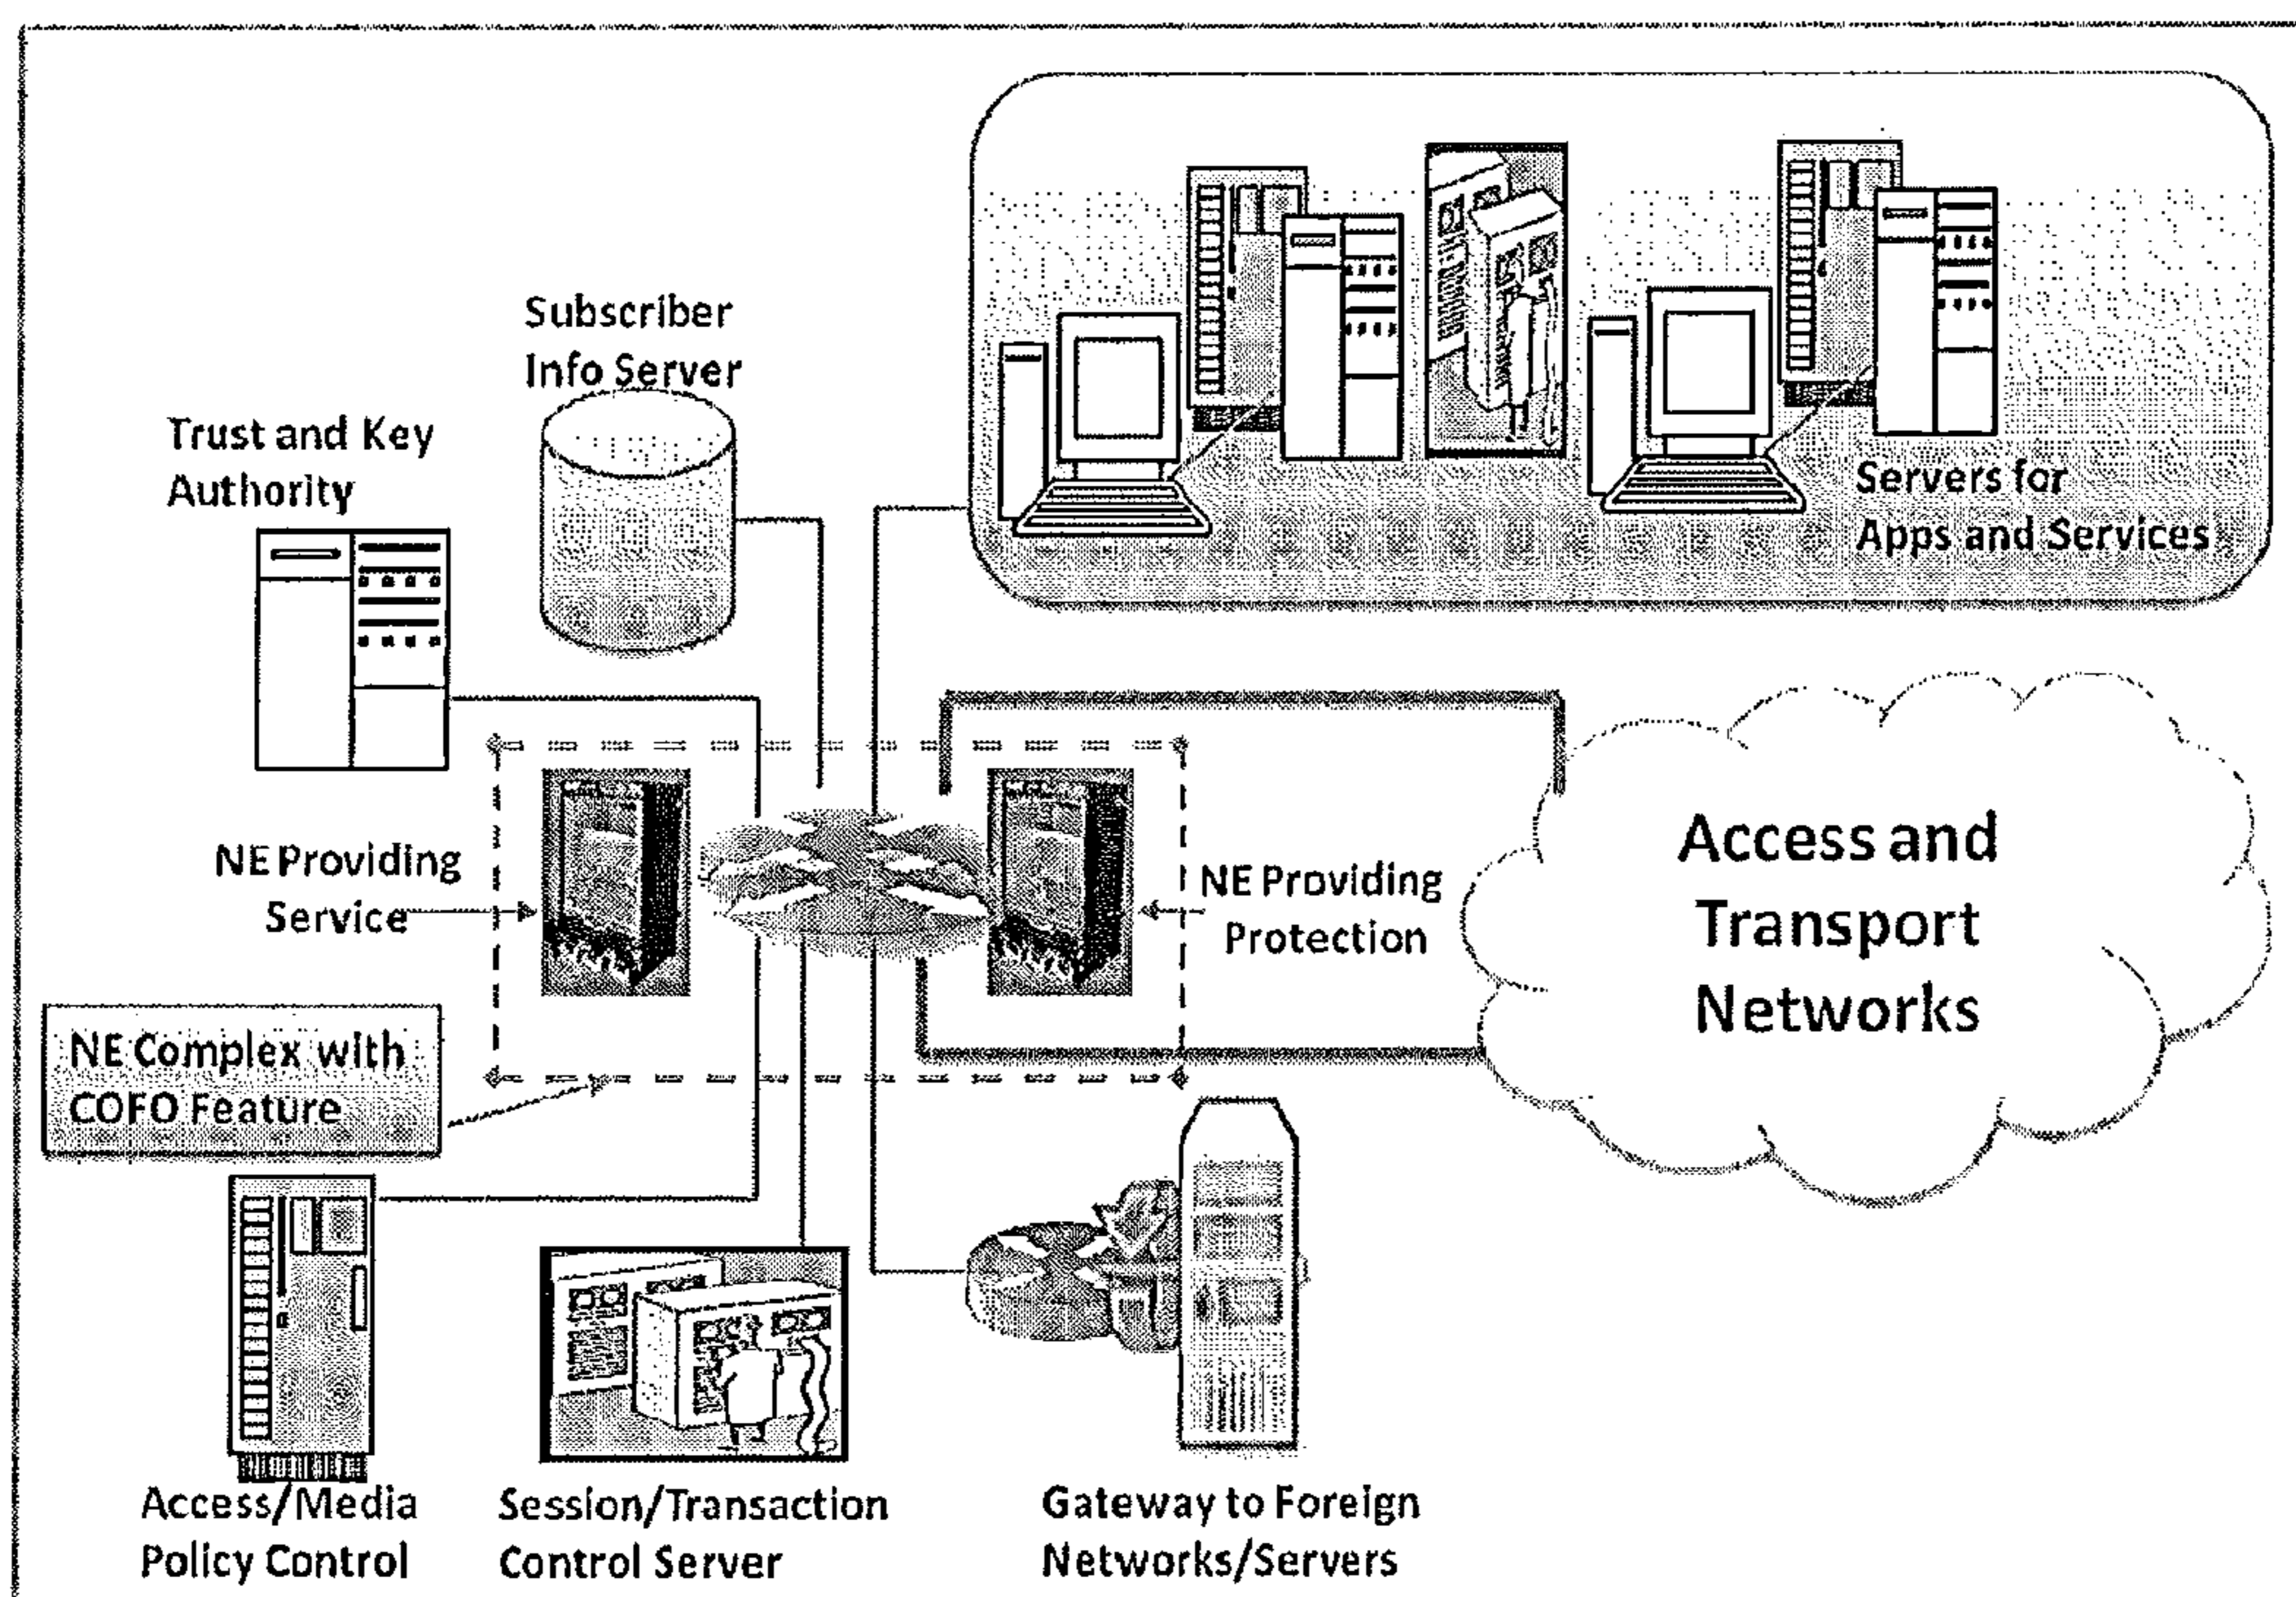 Subscriber
Info Server
Trust and Key
Authority
Servers for
Apps and Services
NE Providing
Service
NE Providing
Protection
Access and
Transport
Networks
NE Complex with
COFO Feature
Access/Media
Policy Control
Session/Transaction
Control Server
Gateway to Foreign
Networks/Servers